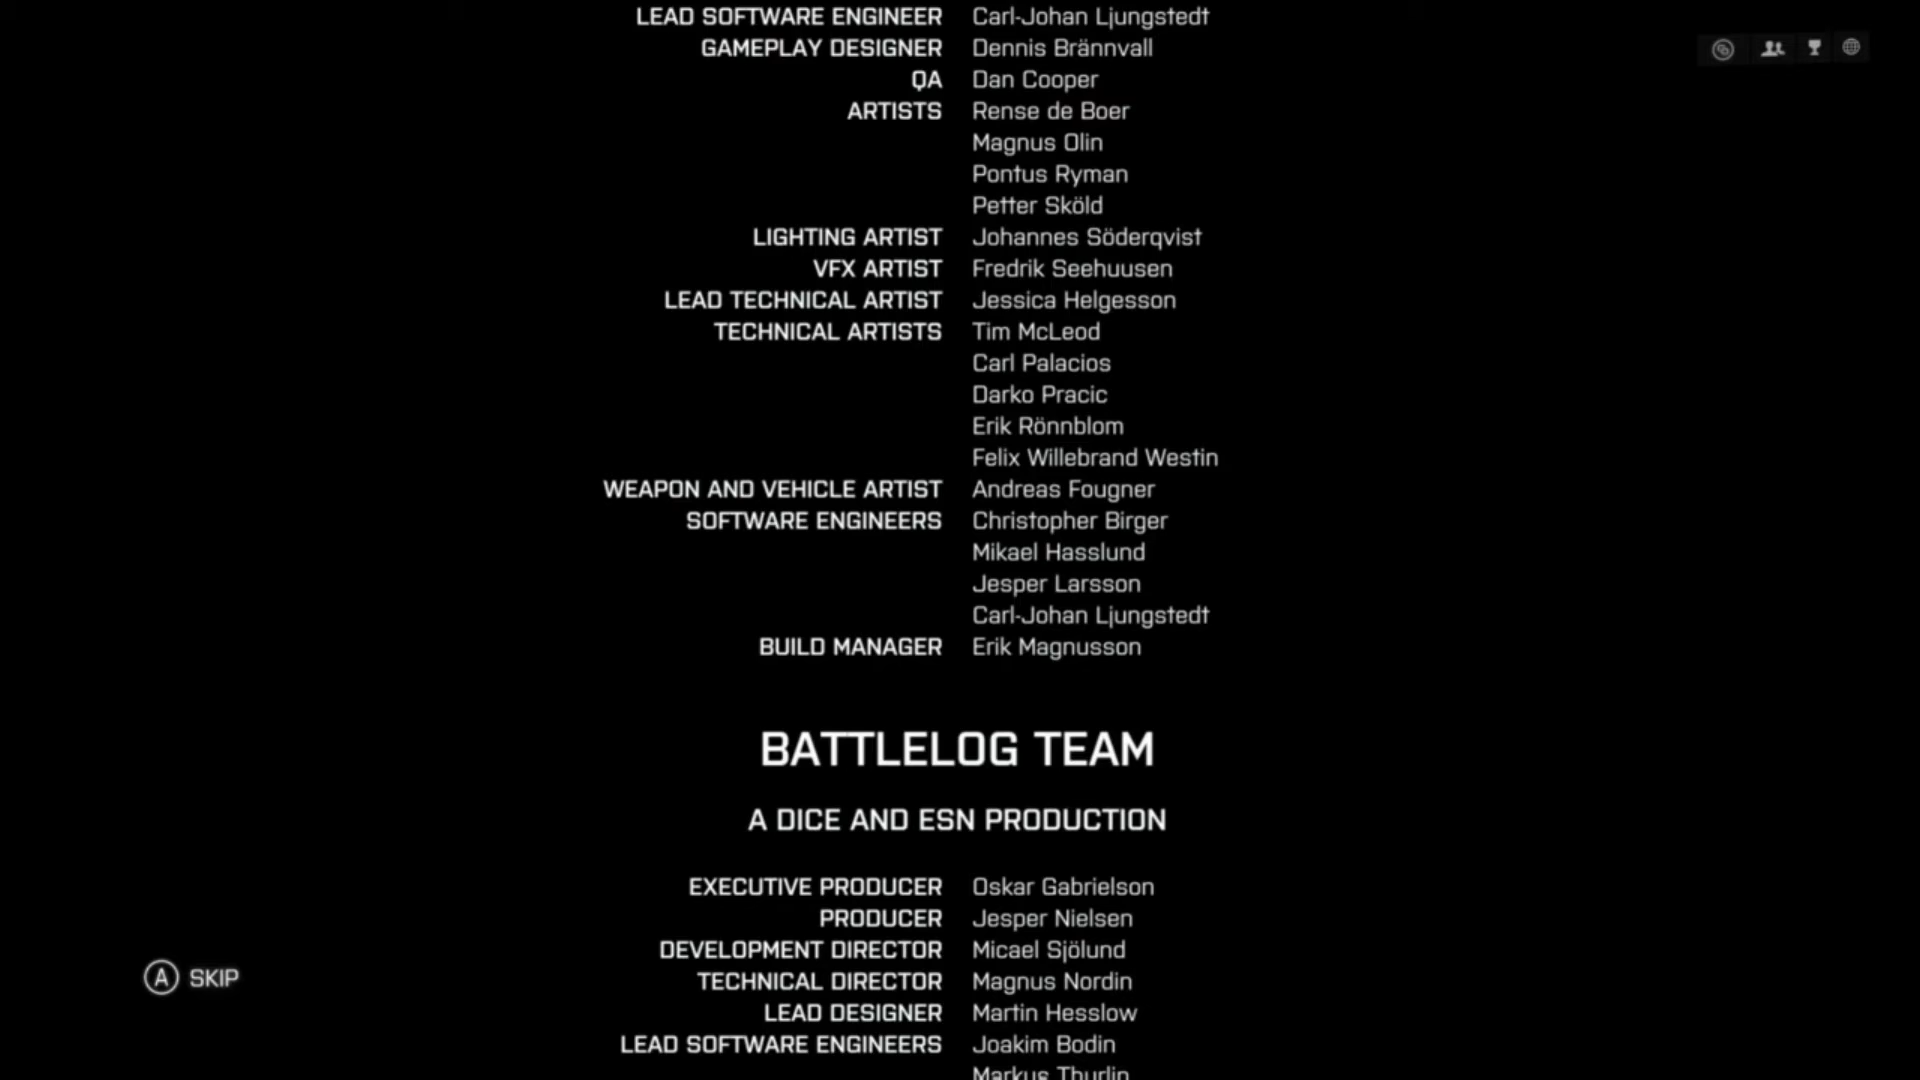 LEAD SOFTWARE ENGINEER Carl-Johan Ljungstedt
GAMEPLAY DESIGNER Dennis Brännvall
QA Dan Cooper
ARTISTS Rense de Boer
Magnus Olin
Pontus Ryman
Petter Sköld
LIGHTING ARTIST Johannes Söderqvist
VFX ARTIST Fredrik Seehuusen
LEAD TECHNICAL ARTIST Jessica Helgesson
TECHNICAL ARTISTS Tim McLeod
Carl Palacios
Darko Pracic
Erik Rönnblom
Felix Willebrand Westin
WEAPON AND VEHICLE ARTIST Andreas Fougner
SOFTWARE ENGINEERS Christopher Birger
Mikael Hasslund
Jesper Larsson
Carl-Johan Ljungstedt
BUILD MANAGER Erik Magnusson
BATTLELOG TEAM
A DICE AND ESN PRODUCTION
EXECUTIVE PRODUCER Oskar Gabrielson
PRODUCER Jesper Nielsen
DEVELOPMENT DIRECTOR Micael Sjölund
TECHNICAL DIRECTOR Magnus Nordin
LEAD DESIGNER Martin Hesslow
LEAD SOFTWARE ENGINEERS Joakim Bodin
Markus Thurlin
A SKIP